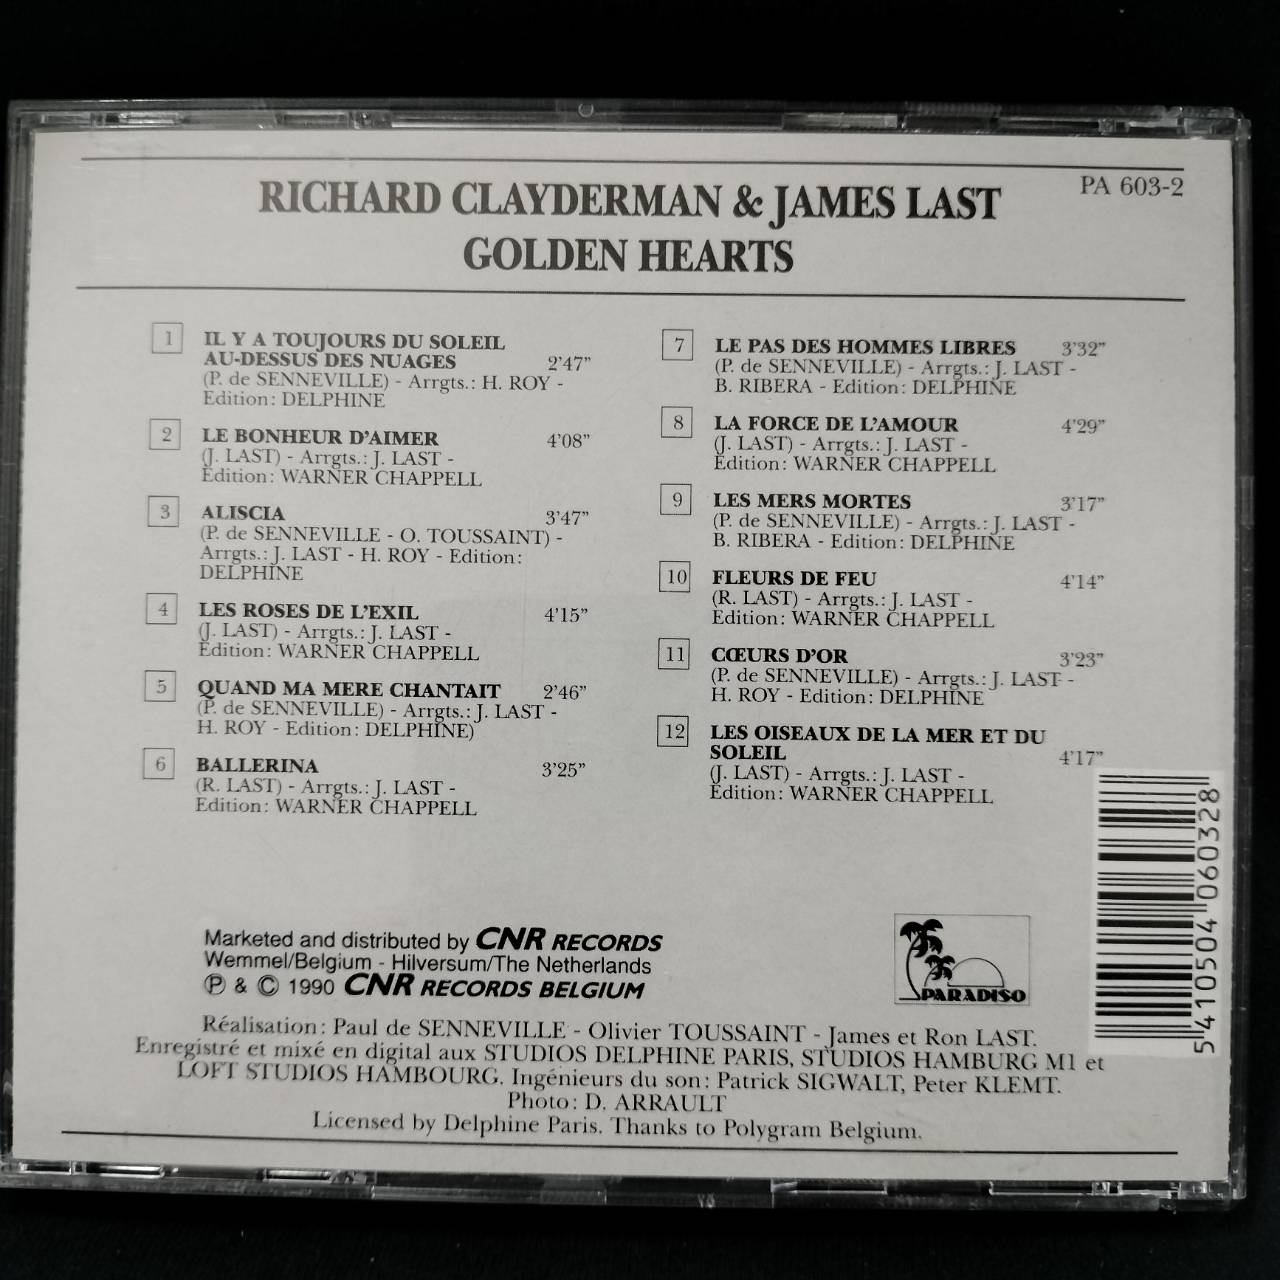 RICHARD CLAYDERMAN & JAMES LAST
PA 603-2
GOLDEN HEARTS
1 IL Y A TOUJOURS DU SOLEIL
AU-DESSUS DES NUAGES 2'47"
(P. de SENNEVILLE) - Arrgts.: H. ROY -
Edition: DELPHINE
2 LE BONHEUR D'AIMER 4'08"
(J. LAST) - Arrgts.: J. LAST -
Edition: WARNER CHAPPELL
3 ALISCIA 3'47"
(P. de SENNEVILLE - O. TOUSSAINT) -
Arrgts.: J. LAST - H. ROY - Edition:
DELPHINE
4 LES ROSES DE L'EXIL 4'15"
(J. LAST) - Arrgts.: J. LAST -
Edition: WARNER CHAPPELL
5 QUAND MA MERE CHANTAIT 2'46"
(P. de SENNEVILLE) - Arrgts.: J. LAST -
H. ROY - Edition: DELPHINE)
6 BALLERINA 3'25"
(R. LAST) - Arrgts.: J. LAST -
Edition: WARNER CHAPPELL
7 LE PAS DES HOMMES LIBRES 3'32"
(P. de SENNEVILLE) - Arrgts.: J. LAST -
B. RIBERA - Edition: DELPHINE
8 LA FORCE DE L'AMOUR 4'29"
(J. LAST) - Arrgts.: J. LAST -
Edition: WARNER CHAPPELL
9 LES MERS MORTES 3'17"
(P. de SENNEVILLE) - Arrgts.: J. LAST -
B. RIBERA - Edition: DELPHINE
10 FLEURS DE FEU 4'14"
(R. LAST) - Arrgts.: J. LAST -
Edition: WARNER CHAPPELL
11 CŒURS D'OR 3'23"
(P. de SENNEVILLE) - Arrgts.: J. LAST -
H. ROY - Edition: DELPHINE
12 LES OISEAUX DE LA MER ET DU
SOLEIL 4'17"
(J. LAST) - Arrgts.: J. LAST -
Edition: WARNER CHAPPELL
5 410504 060328
Marketed and distributed by CNR RECORDS
Wemmel/Belgium - Hilversum/The Netherlands
Ⓟ & © 1990 CNR RECORDS BELGIUM
PARADISO
Réalisation: Paul de SENNEVILLE - Olivier TOUSSAINT - James et Ron LAST.
Enregistré et mixé en digital aux STUDIOS DELPHINE PARIS, STUDIOS HAMBURG M1 et
LOFT STUDIOS HAMBOURG. Ingénieurs du son: Patrick SIGWALT, Peter KLEMT.
Photo: D. ARRAULT
Licensed by Delphine Paris. Thanks to Polygram Belgium.